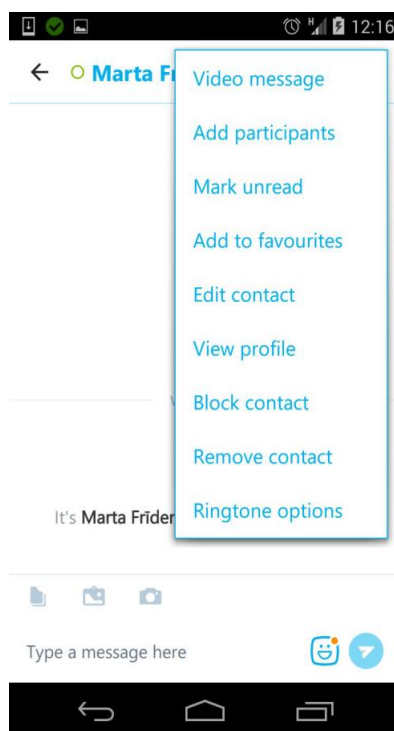 H 12:16
Marta F
Video message
Add participants
Mark unread
Add to favourites
Edit contact
View profile
Block contact
Remove contact
Ringtone options
It's Marta Frīder
Type a message here